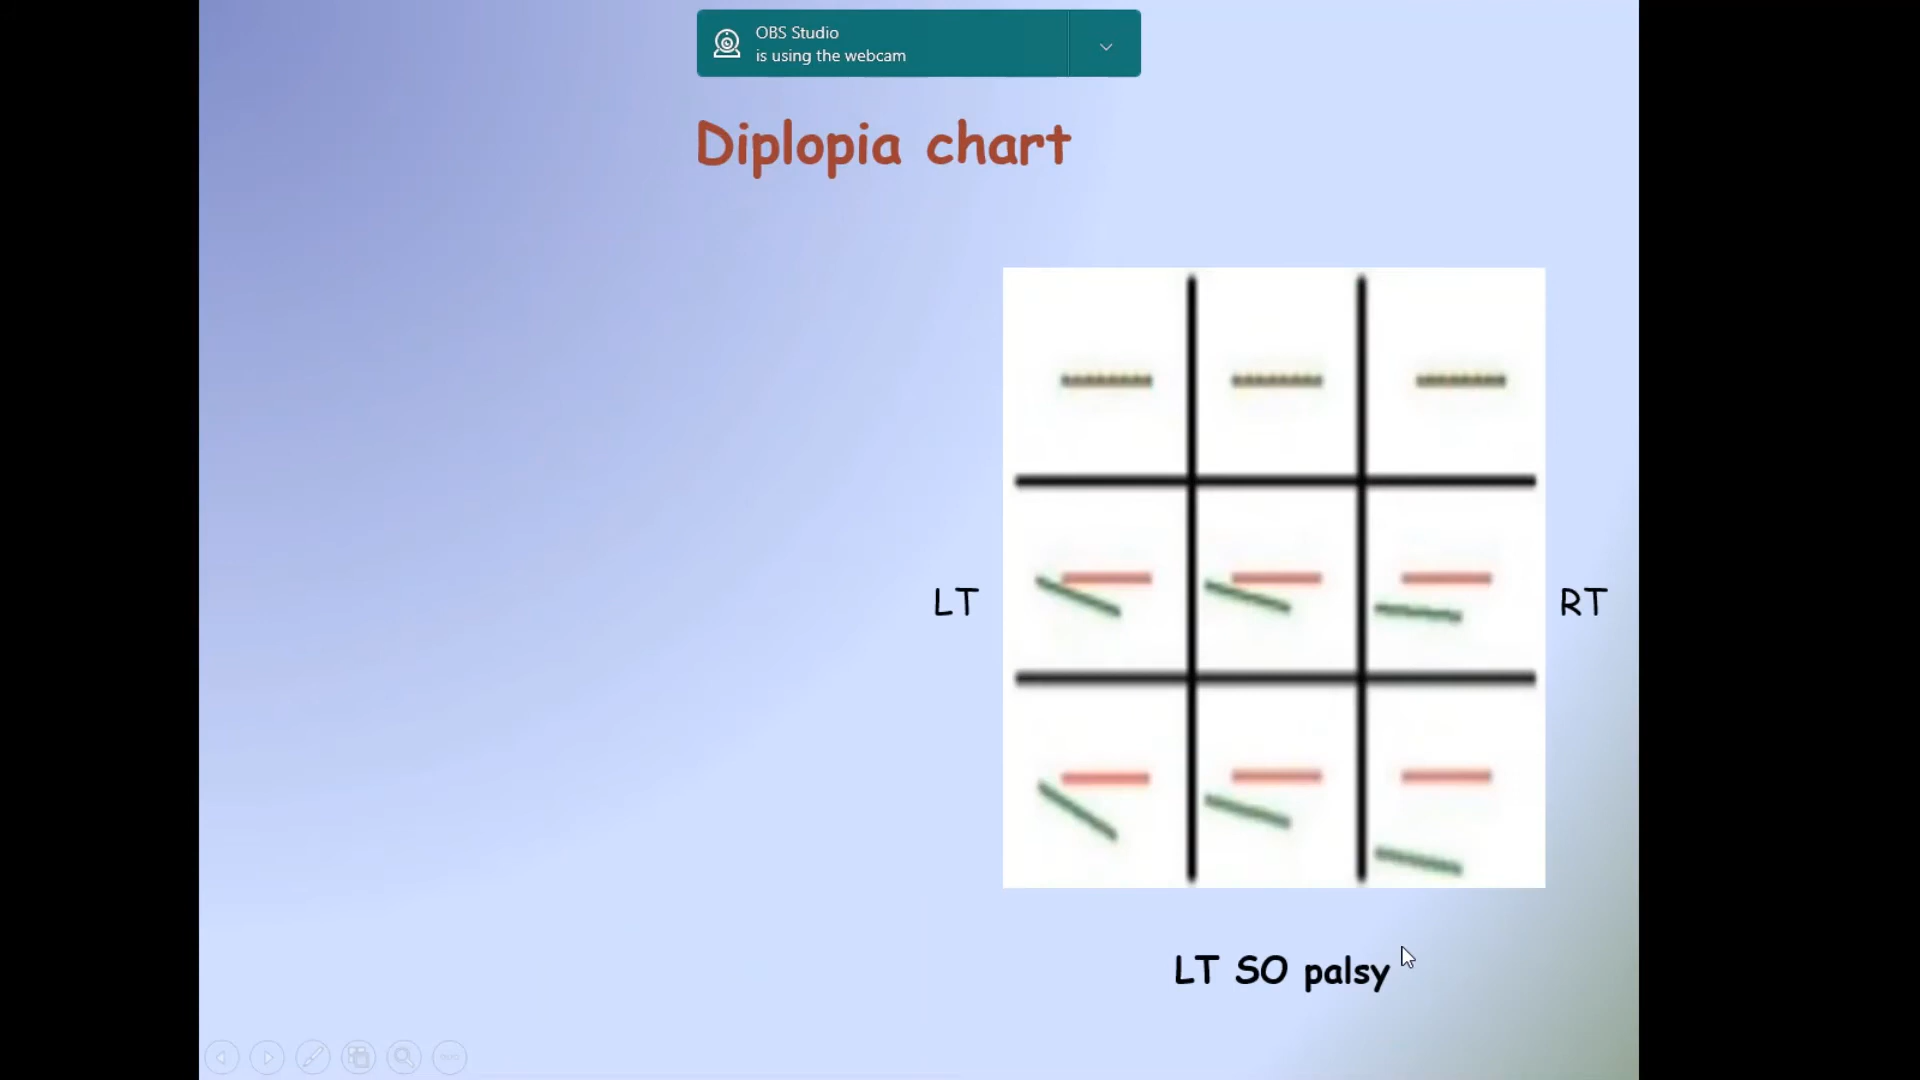 OBS Studio
is using the webcam
Diplopia chart
LT
RT
LT SO palsy